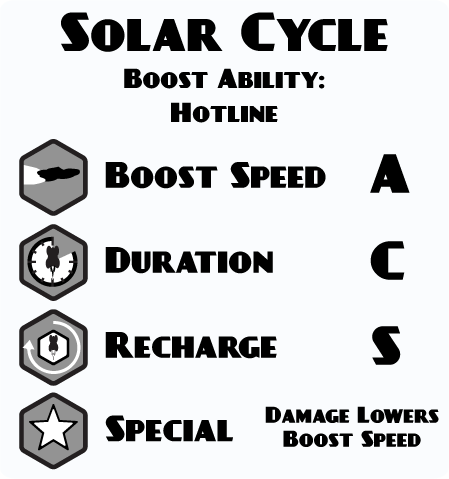 Solar Cycle
Boost Ability:
Hotline
Boost Speed A
Duration C
Recharge S
Special Damage Lowers
Boost Speed